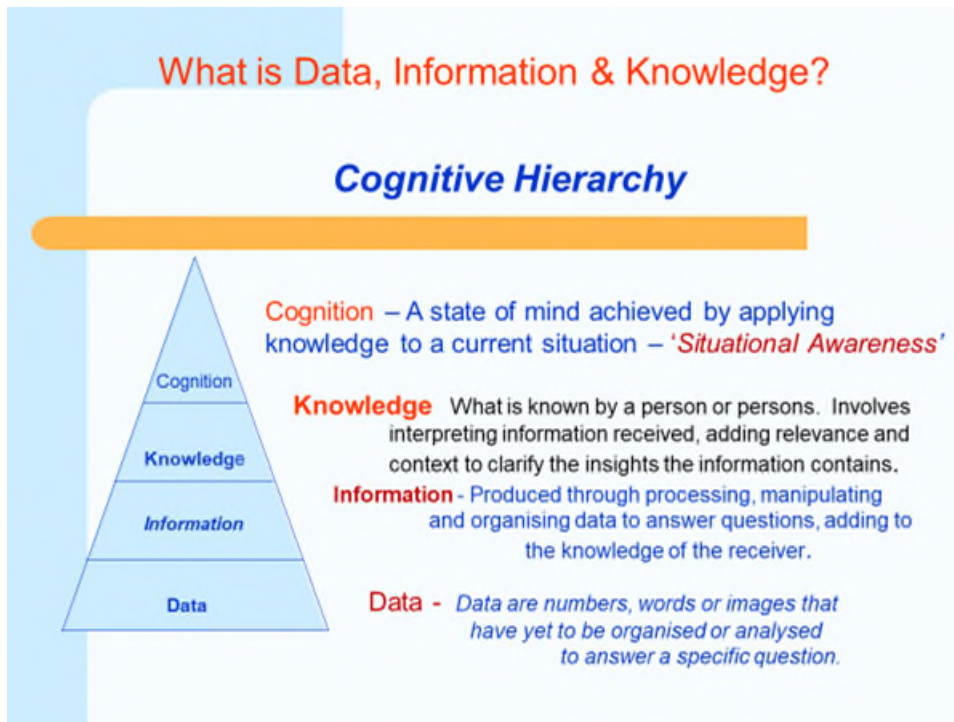 What is Data, Information & Knowledge?
Cognitive Hierarchy
Cognition – A state of mind achieved by applying
knowledge to a current situation – ‘Situational Awareness’
Cognition
Knowledge What is known by a person or persons. Involves
interpreting information received, adding relevance and
context to clarify the insights the information contains.
Knowledge
Information - Produced through processing, manipulating
and organising data to answer questions, adding to
the knowledge of the receiver.
Information
Data - Data are numbers, words or images that
have yet to be organised or analysed
to answer a specific question.
Data